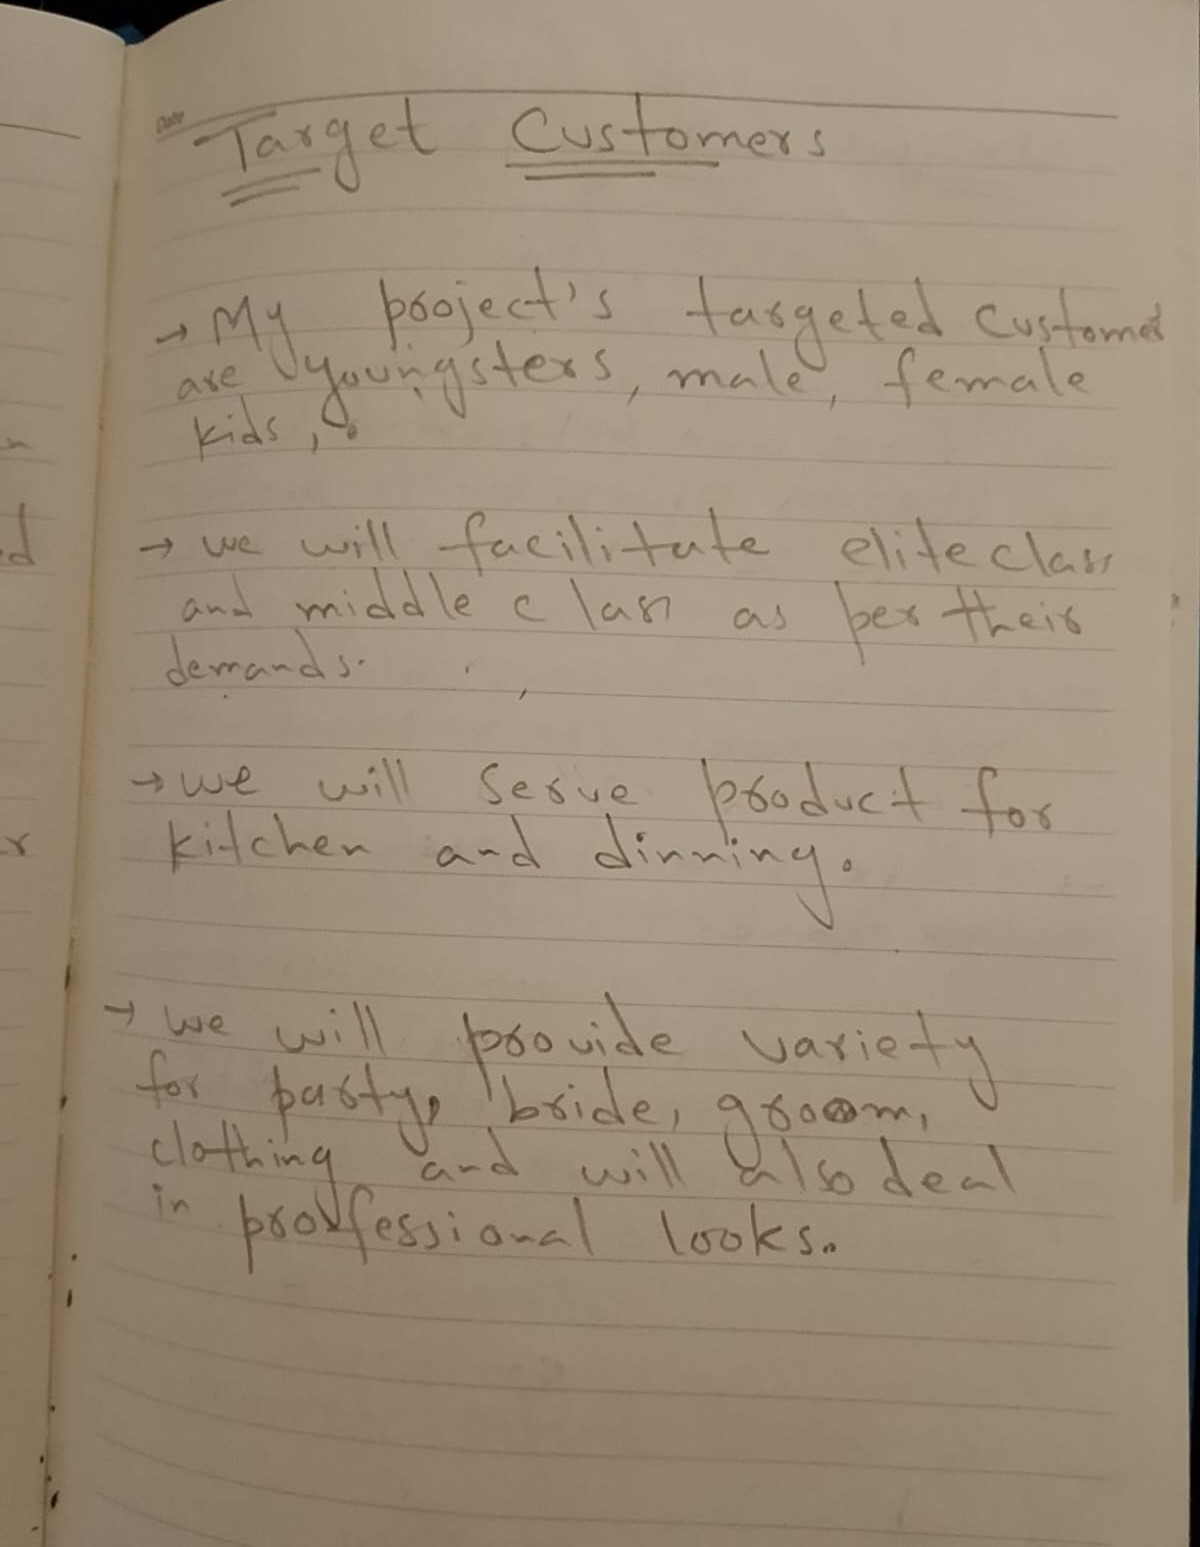 Date
Target Customers
→ My project's targeted Customer
are youngsters, male, female
kids,
→ we will facilitate elite class
and middle class as per their
demands.
→ we will serve product for
kitchen and dinning.
→ we will provide variety
for party, bride, groom,
clothing and will also deal
in professional looks.